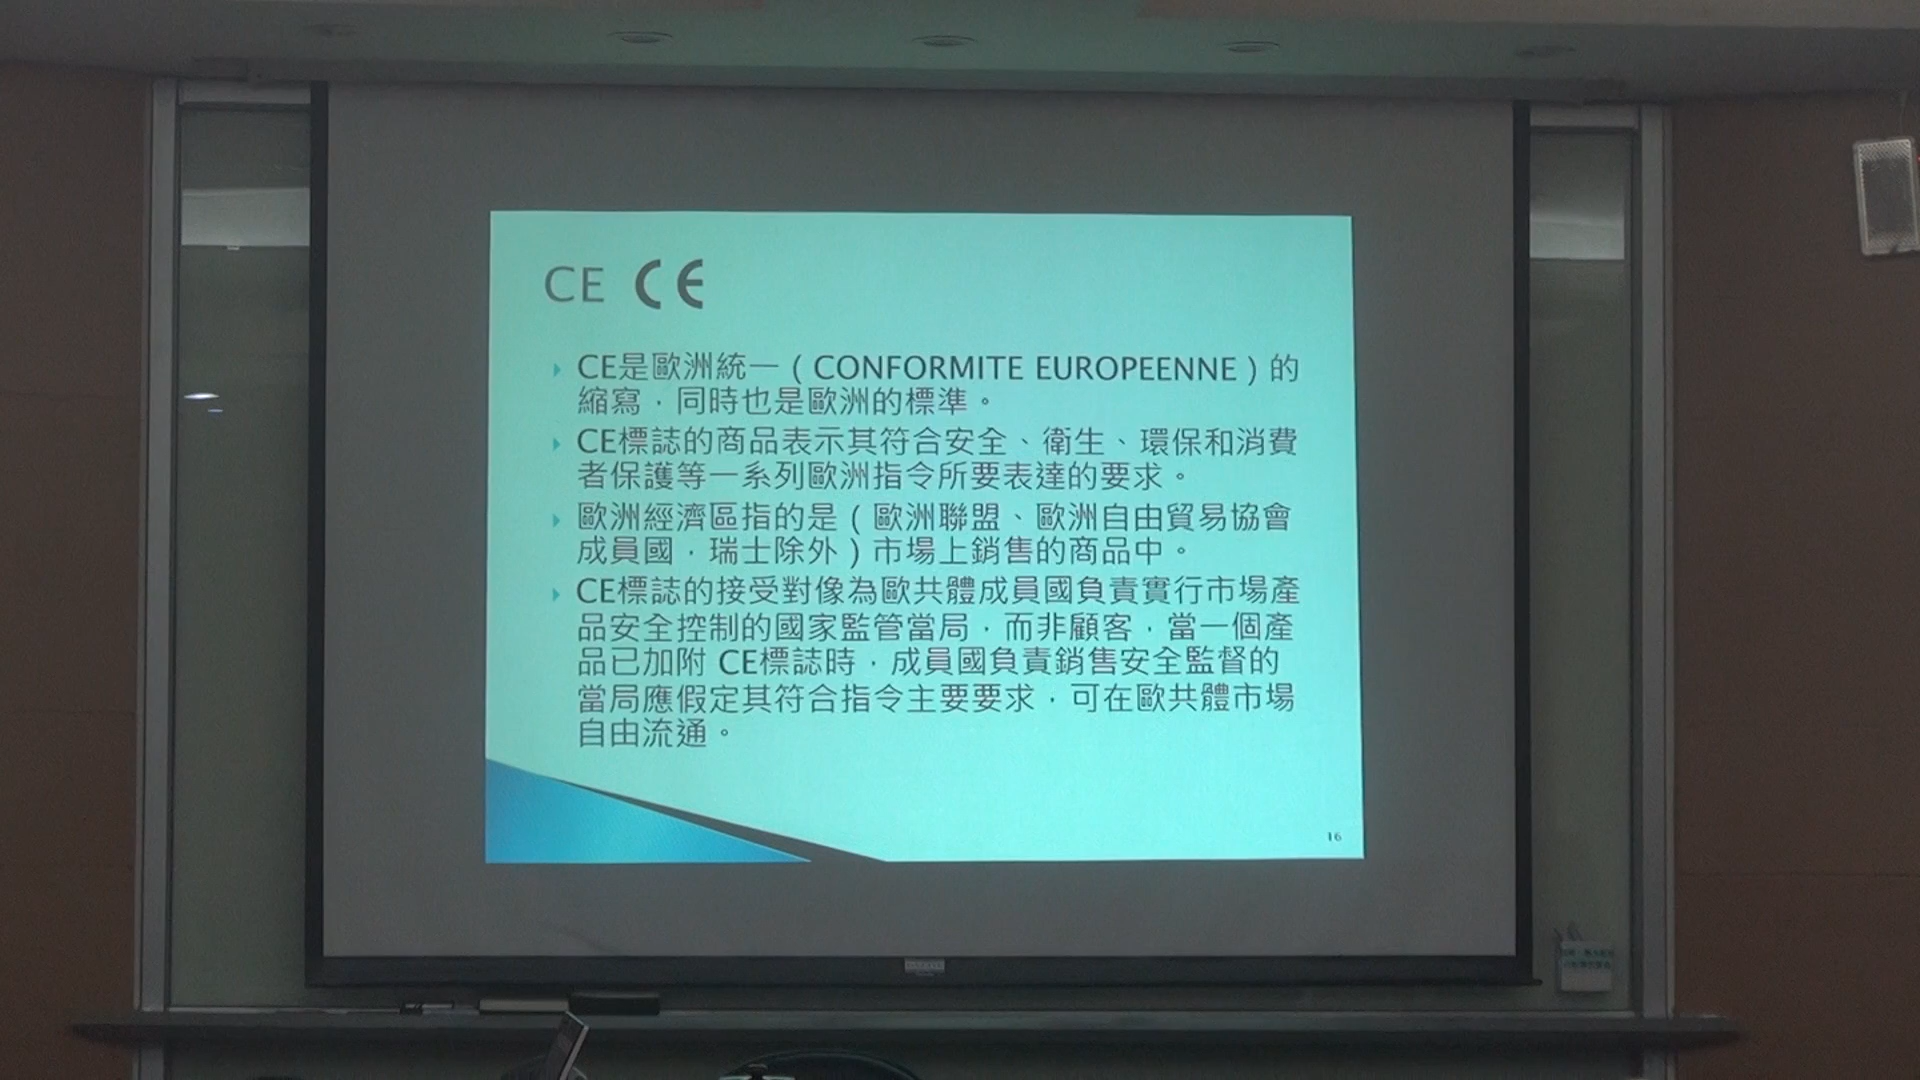 CE CE
CE是歐洲統一（CONFORMITE EUROPEENNE）的
縮寫，同時也是歐洲的標準。
CE標誌的商品表示其符合安全、衛生、環保和消費
者保護等一系列歐洲指令所要表達的要求。
歐洲經濟區指的是（歐洲聯盟、歐洲自由貿易協會
成員國，瑞士除外）市場上銷售的商品中。
CE標誌的接受對像為歐共體成員國負責實行市場產
品安全控制的國家監管當局，而非顧客，當一個產
品已加附 CE標誌時，成員國負責銷售安全監督的
當局應假定其符合指令主要要求，可在歐共體市場
自由流通。
16